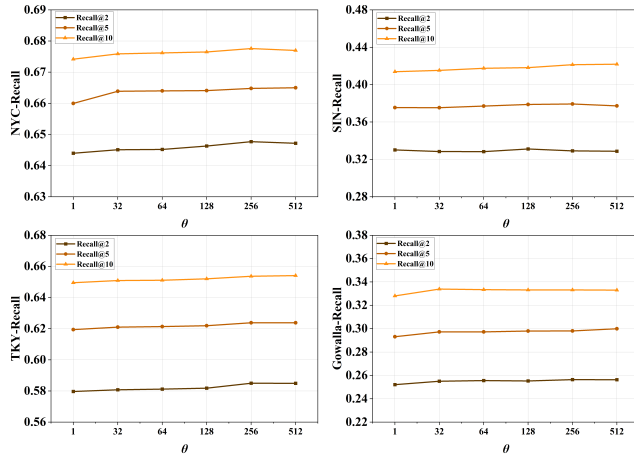 0.69
0.68
0.67
0.66
0.65
0.64
0.63
NYC-Recall
Recall@2
Recall@5
Recall@10
1 32 64 128 256 512
θ
0.48
0.44
0.40
0.36
0.32
0.28
SIN-Recall
Recall@2
Recall@5
Recall@10
1 32 64 128 256 512
θ
0.68
0.66
0.64
0.62
0.60
0.58
0.56
TKY-Recall
Recall@2
Recall@5
Recall@10
1 32 64 128 256 512
θ
0.38
0.36
0.34
0.32
0.30
0.28
0.26
0.24
0.22
Gowalla-Recall
Recall@2
Recall@5
Recall@10
1 32 64 128 256 512
θ